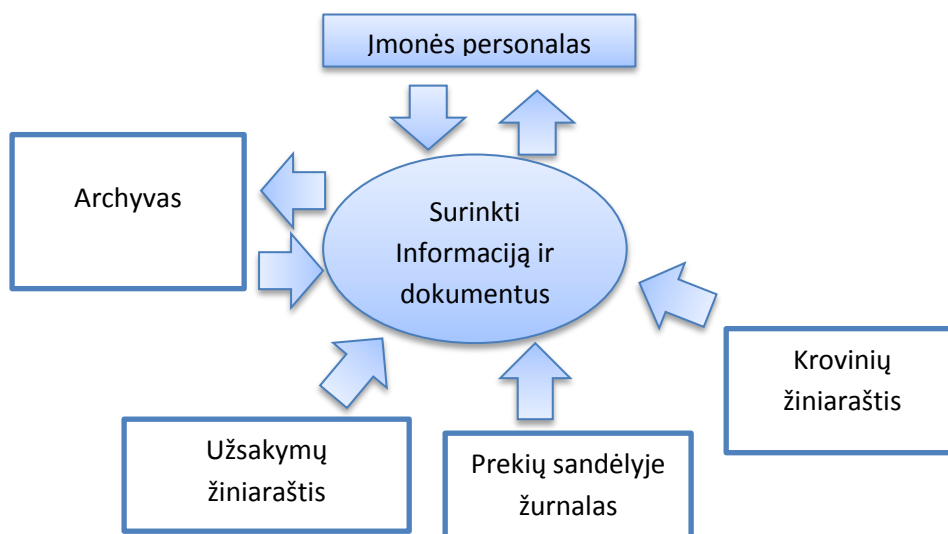 Įmonės personalas
Archyvas
Surinkti
Informaciją ir
dokumentus
Krovinių
žiniaraštis
Užsakymų
žiniaraštis
Prekių sandėlyje
žurnalas